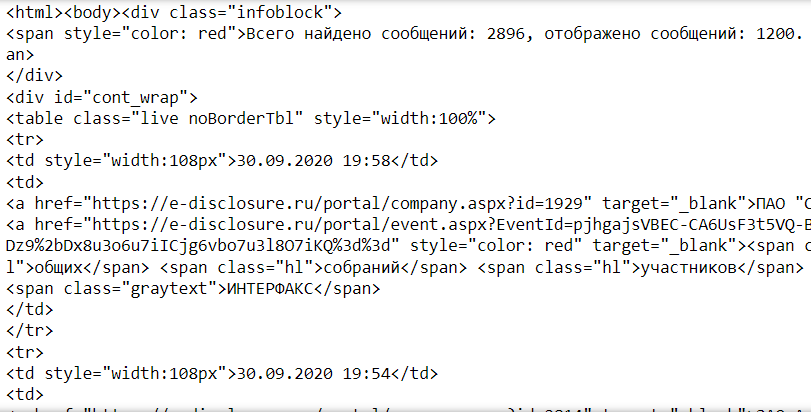 <html><body><div class="infoblock">
<span style="color: red">Всего найдено сообщений: 2896, отображено сообщений: 1200.
an>
</div>
<div id="cont_wrap">
<table class="live noBorderTbl" style="width:100%">
<tr>
<td style="width:108px">30.09.2020 19:58</td>
<td>
<a href="https://e-disclosure.ru/portal/company.aspx?id=1929" target="_blank">ПАО "
<a href="https://e-disclosure.ru/portal/event.aspx?EventId=pjhgajsVBEC-CA6UsF3t5VQ-B
Dz9%2bDx8u3o6u7iICjg6vbo7u3l8O7iKQ%3d%3d" style="color: red" target="_blank"><span c
l">общих</span> <span class="hl">собраний</span> <span class="hl">участников</span>
<span class="graytext">ИНТЕРФАКС</span>
</td>
</tr>
<tr>
<td style="width:108px">30.09.2020 19:54</td>
<td>